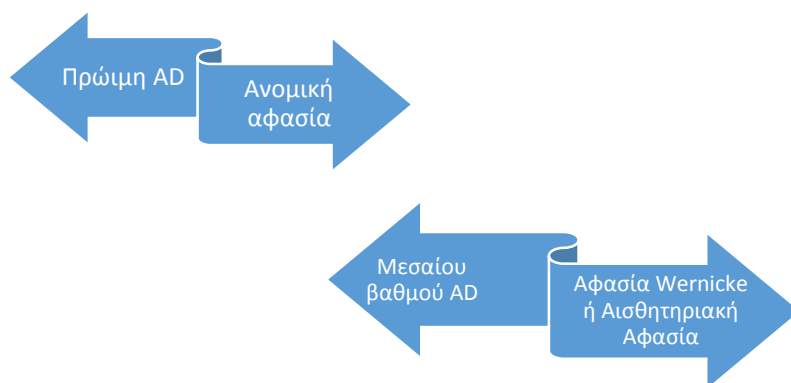 Πρώιμη AD
Ανομική
αφασία
Μεσαίου
βαθμού AD
Αφασία Wernicke
ή Αισθητηριακή
Αφασία